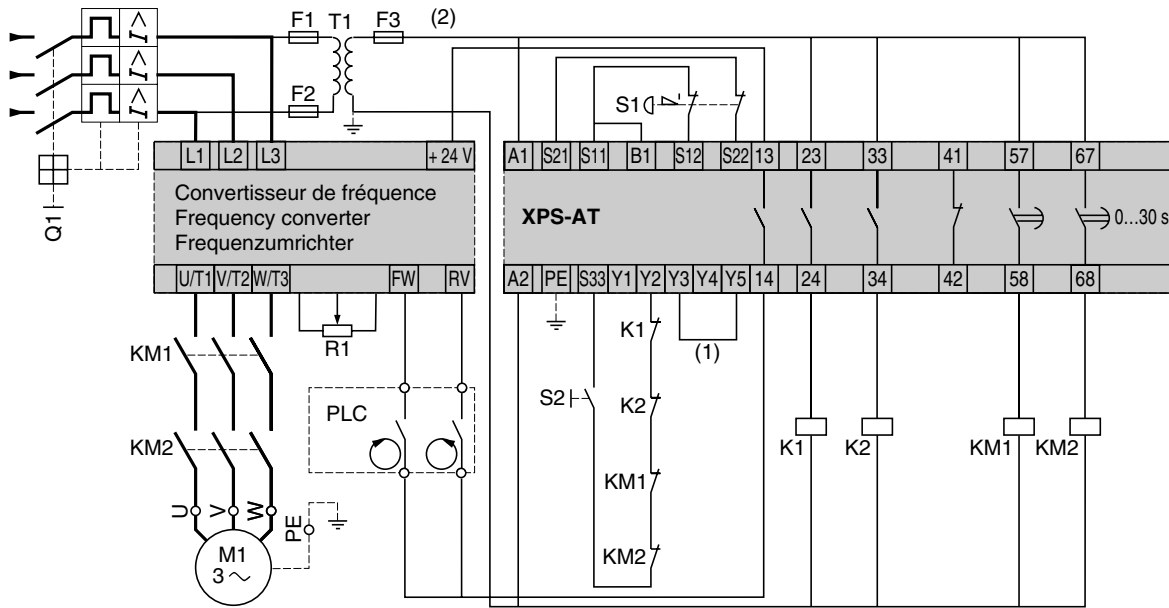 F1 T1 F3 (2)
F2
S1
L1 L2 L3 + 24 V
A1 S21 S11 B1 S12 S22 13 23 33 41 57 67
Q1
Convertisseur de fréquence
Frequency converter
Frequenzumrichter
XPS-AT
0...30 s
U/T1 V/T2 W/T3 FW RV
A2 PE S33 Y1 Y2 Y3 Y4 Y5 14 24 34 42 58 68
R1
KM1
K1
(1)
PLC
S2
K2
KM2
K1 K2 KM1 KM2
KM1
U V W
PE
KM2
M1
3 ~